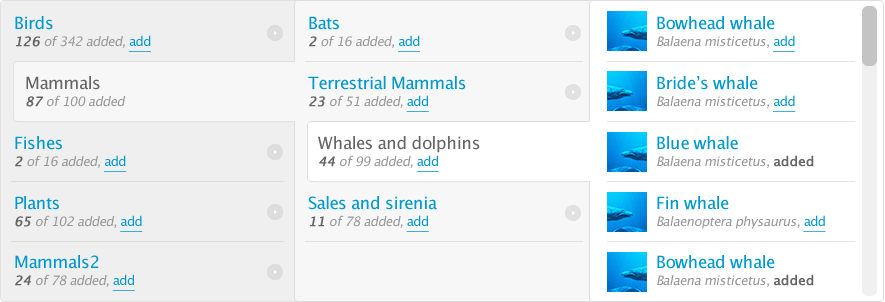 Birds
126 of 342 added, add
Mammals
87 of 100 added
Fishes
2 of 16 added, add
Plants
65 of 102 added, add
Mammals2
24 of 78 added, add
Bats
2 of 16 added, add
Terrestrial Mammals
23 of 51 added, add
Whales and dolphins
44 of 99 added, add
Sales and sirenia
11 of 78 added, add
Bowhead whale
Balaena misticetus, add
Bride’s whale
Balaena misticetus, add
Blue whale
Balaena misticetus, added
Fin whale
Balaenoptera physaurus, add
Bowhead whale
Balaena misticetus, added